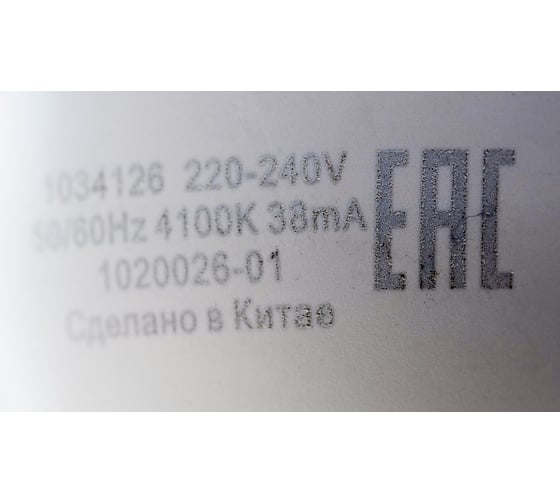 1034126 220-240V
50/60Hz 4100K 38mA
1020026-01
Сделано в Китае
EAC